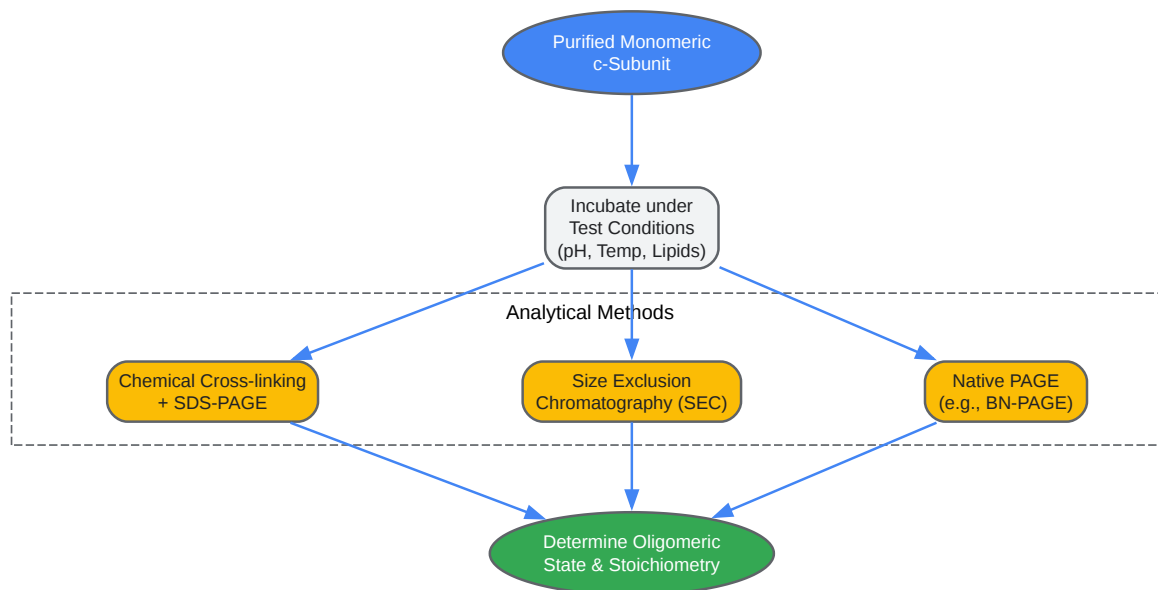 Purified Monomeric
c-Subunit
Incubate under
Test Conditions
(pH, Temp, Lipids)
Analytical Methods
Chemical Cross-linking
+ SDS-PAGE
Size Exclusion
Chromatography (SEC)
Native PAGE
(e.g., BN-PAGE)
Determine Oligomeric
State & Stoichiometry